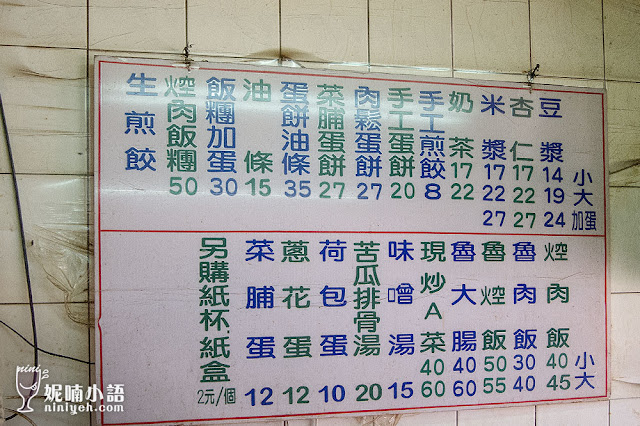 豆漿 14 19 24
小 大 加蛋
杏仁 17 22 27
米漿 17 22 27
奶茶 17 22
手工煎餃 8
手工蛋餅 20
肉鬆蛋餅 27
菜脯蛋餅 27
蛋餅油條 35
油條 15
飯糰加蛋 30
焢肉飯糰 50
生煎餃
焢肉飯 40 45
小 大
魯肉飯 30 40
魯焢飯 50 55
魯大腸 40 60
現炒A菜 40 60
味噌湯 15
苦瓜排骨湯 20
荷包蛋 10
蔥花蛋 12
菜脯蛋 12
另購紙杯紙盒 2元/個
nini
妮喃小語
niniyeh.com